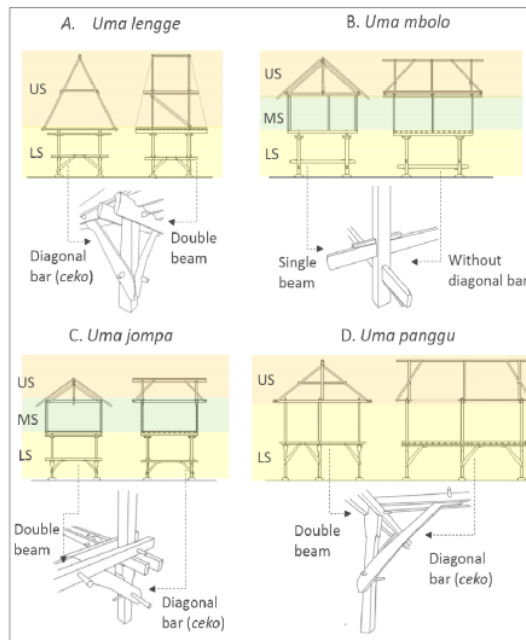 A. Uma lengge
US
LS
Diagonal
bar (ceko)
Double
beam
B. Uma mbolo
US
MS
LS
Single
beam
Without
diagonal bar
C. Uma jompa
US
MS
LS
Double
beam
Diagonal
bar (ceko)
D. Uma panggu
US
LS
Double
beam
Diagonal
bar (ceko)